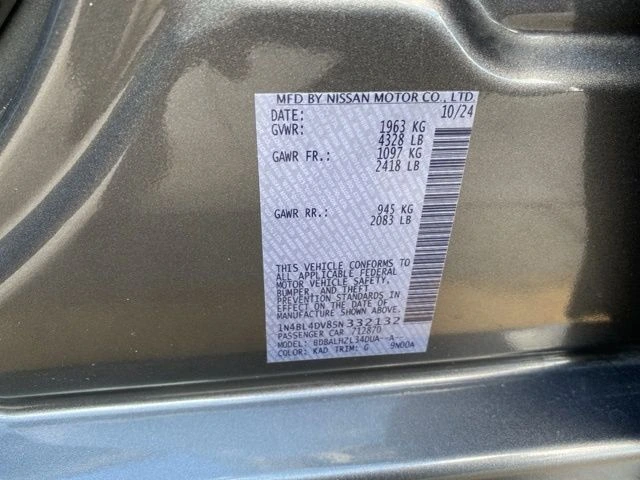 MFD BY NISSAN MOTOR CO., LTD
DATE: 10/24
GVWR: 1963 KG
4328 LB
GAWR FR.: 1097 KG
2418 LB
GAWR RR.: 945 KG
2083 LB
THIS VEHICLE CONFORMS TO
ALL APPLICABLE FEDERAL
MOTOR VEHICLE SAFETY,
BUMPER, AND THEFT
PREVENTION STANDARDS IN
EFFECT ON THE DATE OF
MANUFACTURE SHOWN ABOVE.
1N4BL4DV8SN332132
PASSENGER CAR 712870
MODEL: BDBALHZL34DUA--A-
COLOR: KAD TRIM: G 9N00A